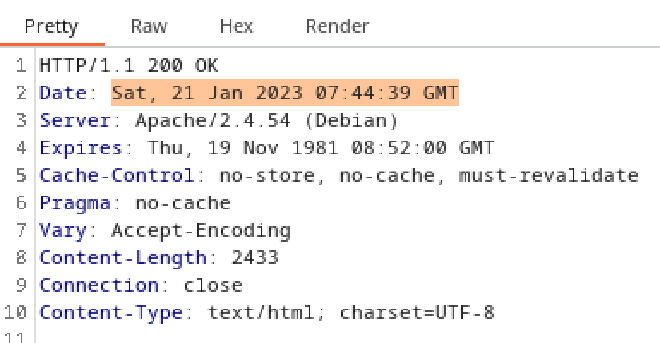 Pretty Raw Hex Render
1 HTTP/1.1 200 OK
2 Date: Sat, 21 Jan 2023 07:44:39 GMT
3 Server: Apache/2.4.54 (Debian)
4 Expires: Thu, 19 Nov 1981 08:52:00 GMT
5 Cache-Control: no-store, no-cache, must-revalidate
6 Pragma: no-cache
7 Vary: Accept-Encoding
8 Content-Length: 2433
9 Connection: close
10 Content-Type: text/html; charset=UTF-8
11